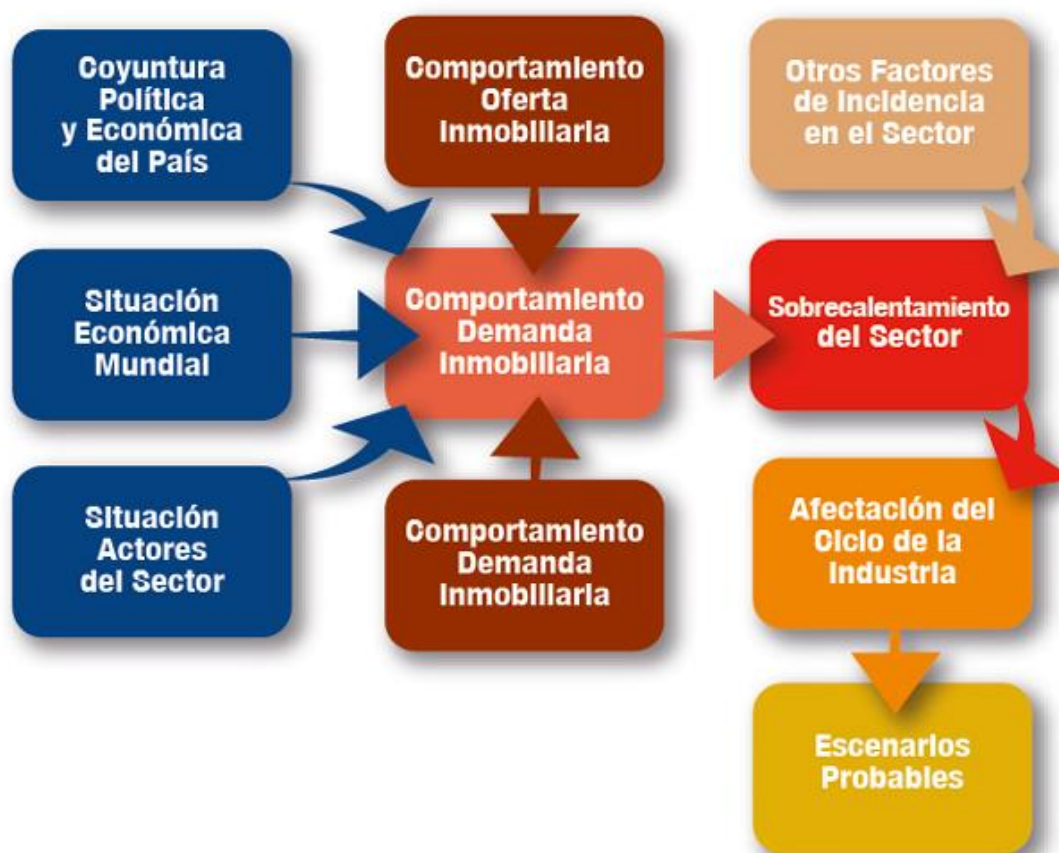 Coyuntura
Política
y Económica
del País
Comportamiento
Oferta
Inmobiliaria
Otros Factores
de Incidencia
en el Sector
Situación
Económica
Mundial
Comportamiento
Demanda
Inmobiliaria
Sobrecalentamiento
del Sector
Situación
Actores
del Sector
Comportamiento
Demanda
Inmobiliaria
Afectación del
Ciclo de la
Industria
Escenarios
Probables